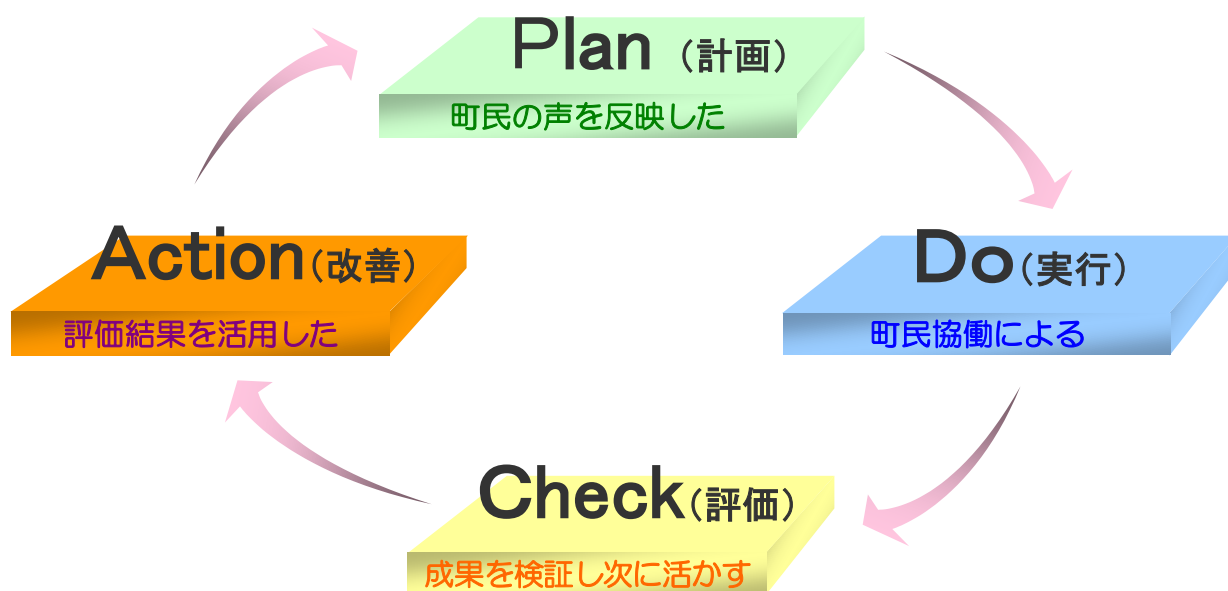 Plan（計画）
町民の声を反映した
Do（実行）
町民協働による
Check（評価）
成果を検証し次に活かす
Action（改善）
評価結果を活用した